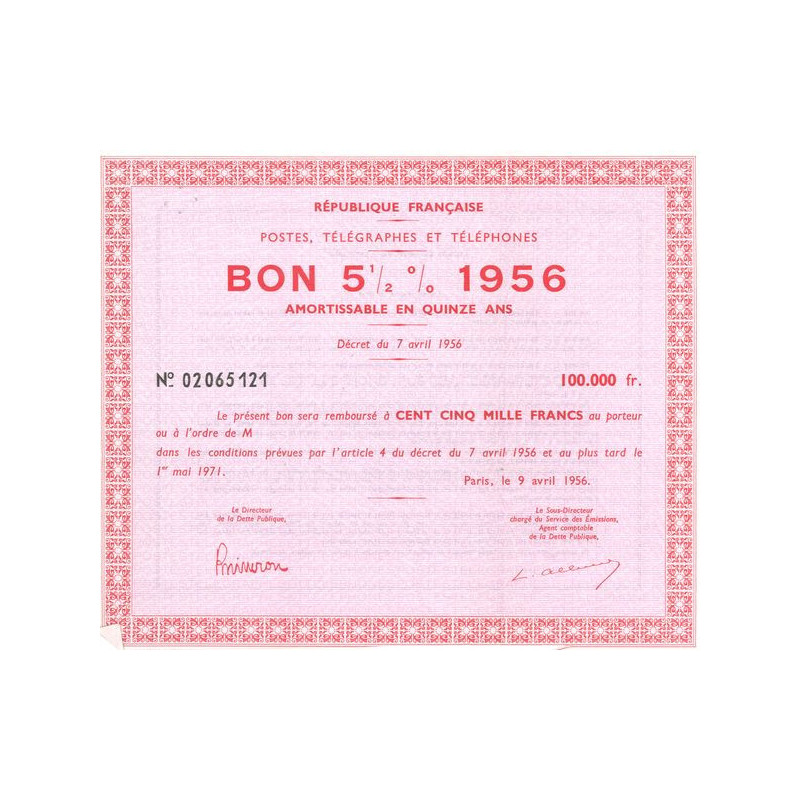 RÉPUBLIQUE FRANÇAISE
POSTES, TÉLÉGRAPHES ET TÉLÉPHONES
BON 5 1/2 % 1956
AMORTISSABLE EN QUINZE ANS
Décret du 7 avril 1956
Nº 02065121 100.000 fr.
Le présent bon sera remboursé à CENT CINQ MILLE FRANCS au porteur
ou à l'ordre de M
dans les conditions prévues par l'article 4 du décret du 7 avril 1956 et au plus tard le
1er mai 1971.
Paris, le 9 avril 1956.
Le Directeur
de la Dette Publique,
Le Sous-Directeur
chargé du Service des Émissions,
Agent comptable
de la Dette Publique,